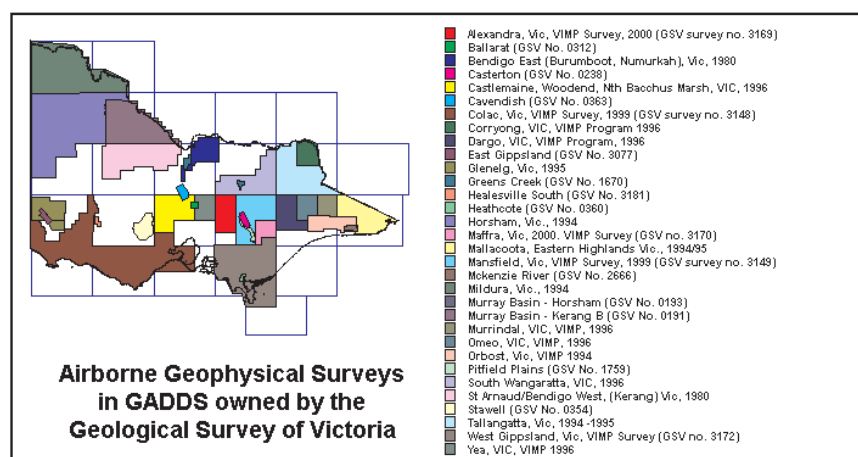 Alexandra, Vic, VIMP Survey, 2000 (GSV survey no. 3169)
Ballarat (GSV No. 0312)
Bendigo East (Burumboot, Numurkah), Vic, 1980
Casterton (GSV No. 0238)
Castlemaine, Woodend, Nth Bacchus Marsh, VIC, 1996
Cavendish (GSV No. 0363)
Colac, Vic, VIMP Survey, 1999 (GSV survey no. 3148)
Corryong, VIC, VIMP Program 1996
Dargo, VIC, VIMP Program, 1996
East Gippsland (GSV No. 3077)
Glenelg, Vic, 1995
Greens Creek (GSV No. 1670)
Healesville South (GSV No. 3181)
Heathcote (GSV No. 0360)
Horsham, Vic., 1994
Maffra, Vic, 2000. VIMP Survey (GSV No. 3170)
Mallacoota, Eastern Highlands Vic., 1994/95
Mansfield, Vic, VIMP Survey, 1999 (GSV survey no. 3149)
Mckenzie River (GSV No. 2666)
Mildura, Vic., 1994
Murray Basin - Horsham (GSV No. 0193)
Murray Basin - Kerang B (GSV No. 0191)
Murrindal, VIC, VIMP, 1996
Omeo, VIC, VIMP, 1996
Orbost, Vic, VIMP 1994
Pitfield Plains (GSV No. 1759)
South Wangaratta, VIC, 1996
St Arnaud/Bendigo West, (Kerang) Vic, 1980
Stawell (GSV No. 0354)
Tallangatta, Vic, 1994 -1995
West Gippsland, Vic, VIMP Survey (GSV no. 3172)
Yea, VIC, VIMP 1996
Airborne Geophysical Surveys
in GADDS owned by the
Geological Survey of Victoria